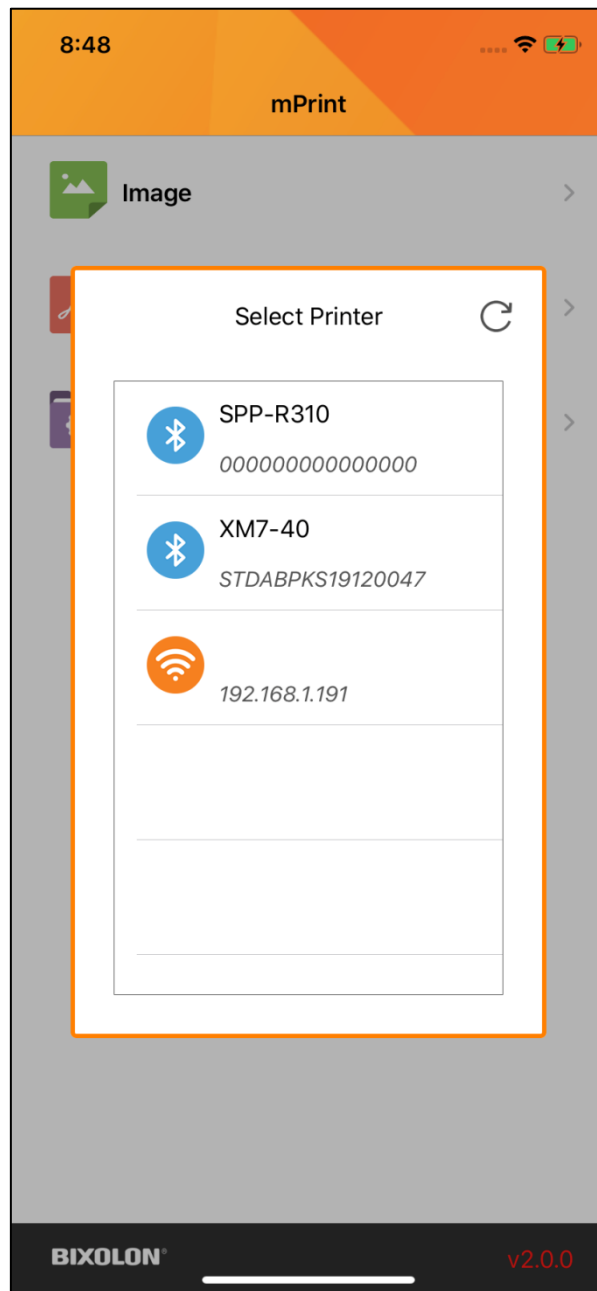 8:48
mPrint
Image
Select Printer
SPP-R310
000000000000000
XM7-40
STDABPKS19120047
192.168.1.191
BIXOLON®
v2.0.0